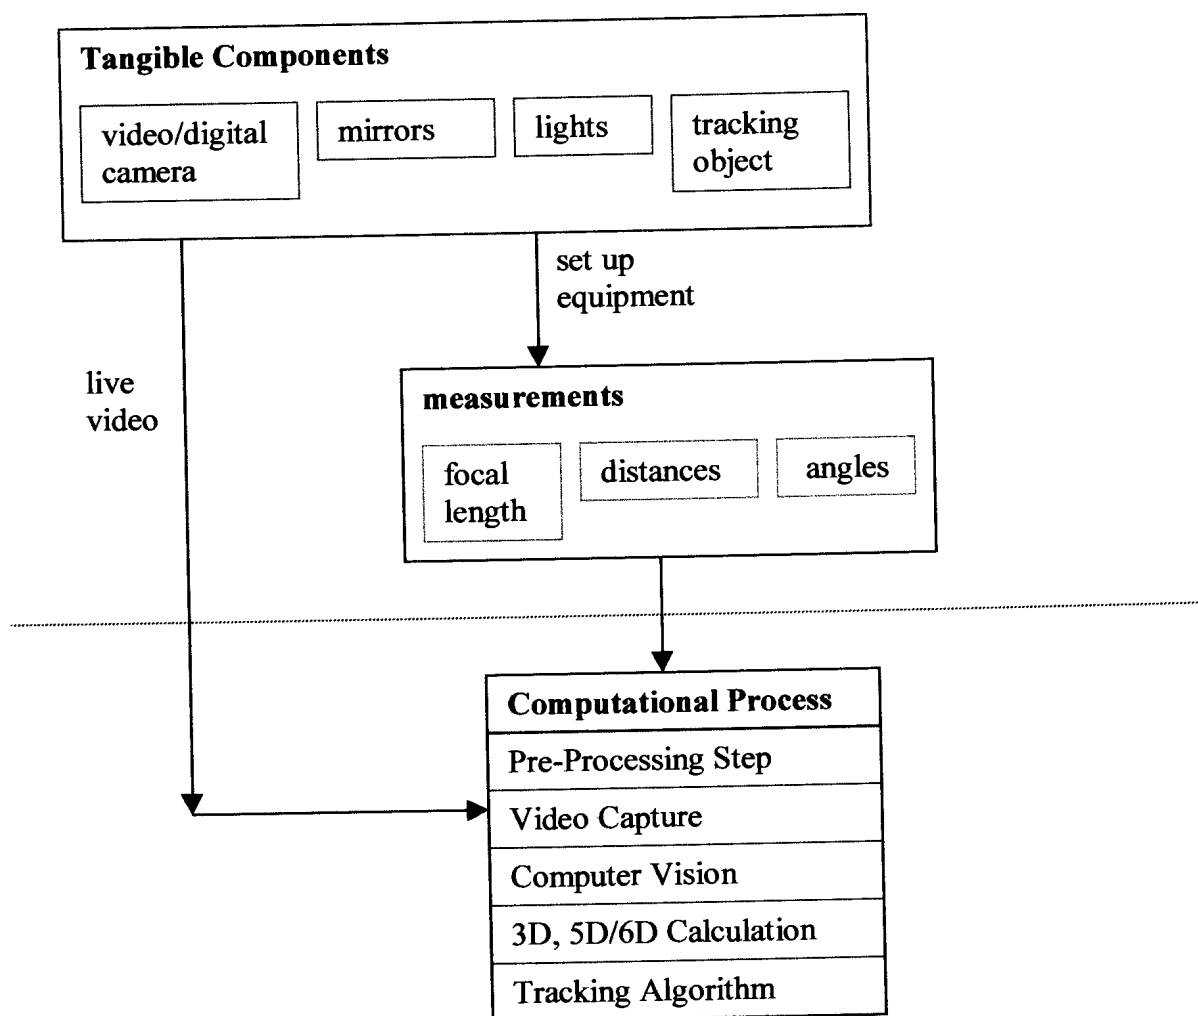 Tangible Components
video/digital
camera
mirrors
lights
tracking
object
set up
equipment
live
video
measurements
focal
length
distances
angles
Computational Process
Pre-Processing Step
Video Capture
Computer Vision
3D, 5D/6D Calculation
Tracking Algorithm